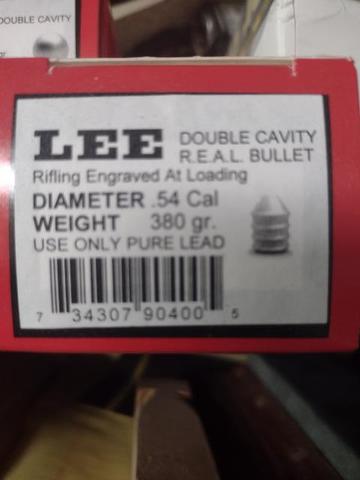 DOUBLE CAVITY
gr.
LEE
DOUBLE CAVITY
R.E.A.L. BULLET
Rifling Engraved At Loading
DIAMETER .54 Cal
WEIGHT 380 gr.
USE ONLY PURE LEAD
7 34307 90400 5